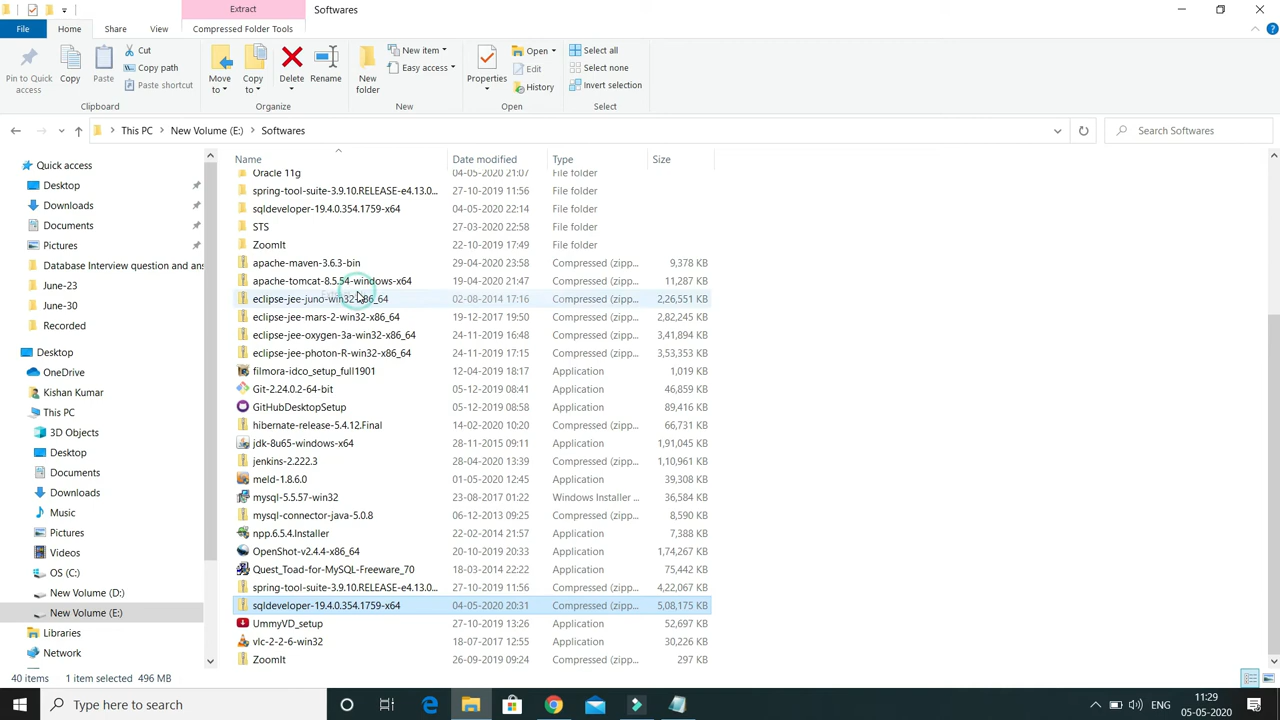 Extract
Softwares
File
Home
Share
View
Compressed Folder Tools
Pin to Quick access
Copy
Paste
Cut
Copy path
Paste shortcut
Clipboard
Move to
Copy to
Delete
Rename
Organize
New folder
New item
Easy access
New
Properties
Open
Edit
History
Open
Select all
Select none
Invert selection
Select
This PC > New Volume (E:) > Softwares
Search Softwares
Quick access
Desktop
Downloads
Documents
Pictures
Database Interview question and an
June-23
June-30
Recorded
Desktop
OneDrive
Kishan Kumar
This PC
3D Objects
Desktop
Documents
Downloads
Music
Pictures
Videos
OS (C:)
New Volume (D:)
New Volume (E:)
Libraries
Network
Name Date modified Type Size
Oracle 11g 04-05-2020 21:07 File folder
spring-tool-suite-3.9.10.RELEASE-e4.13.0... 27-10-2019 11:56 File folder
sqldeveloper-19.4.0.354.1759-x64 04-05-2020 22:14 File folder
STS 27-03-2020 22:58 File folder
ZoomIt 22-10-2019 17:49 File folder
apache-maven-3.6.3-bin 29-04-2020 23:58 Compressed (zipp... 9,378 KB
apache-tomcat-8.5.54-windows-x64 19-04-2020 21:47 Compressed (zipp... 11,287 KB
eclipse-jee-juno-win32-x86_64 02-08-2014 17:16 Compressed (zipp... 2,26,551 KB
eclipse-jee-mars-2-win32-x86_64 19-12-2017 19:50 Compressed (zipp... 2,82,245 KB
eclipse-jee-oxygen-3a-win32-x86_64 24-11-2019 16:48 Compressed (zipp... 3,41,894 KB
eclipse-jee-photon-R-win32-x86_64 24-11-2019 17:15 Compressed (zipp... 3,53,353 KB
filmora-idco_setup_full1901 12-04-2019 18:17 Application 1,019 KB
Git-2.24.0.2-64-bit 05-12-2019 08:41 Application 46,859 KB
GitHubDesktopSetup 05-12-2019 08:58 Application 89,416 KB
hibernate-release-5.4.12.Final 14-02-2020 10:20 Compressed (zipp... 66,731 KB
jdk-8u65-windows-x64 28-11-2015 09:11 Application 1,91,045 KB
jenkins-2.222.3 28-04-2020 13:39 Compressed (zipp... 1,10,961 KB
meld-1.8.6.0 01-05-2020 12:45 Application 39,308 KB
mysql-5.5.57-win32 23-08-2017 01:22 Windows Installer ... 36,584 KB
mysql-connector-java-5.0.8 06-12-2013 09:25 Compressed (zipp... 8,590 KB
npp.6.5.4.Installer 22-02-2014 21:57 Application 7,388 KB
OpenShot-v2.4.4-x86_64 20-10-2019 20:33 Application 1,74,267 KB
Quest_Toad-for-MySQL-Freeware_70 18-03-2014 22:22 Application 75,442 KB
spring-tool-suite-3.9.10.RELEASE-e4.13.0... 27-10-2019 11:56 Compressed (zipp... 4,22,067 KB
sqldeveloper-19.4.0.354.1759-x64 04-05-2020 20:31 Compressed (zipp... 5,08,175 KB
UmmyVD_setup 27-10-2019 13:26 Application 52,697 KB
vlc-2-2-6-win32 18-07-2017 12:55 Application 30,226 KB
ZoomIt 26-09-2019 09:24 Compressed (zipp... 297 KB
40 items 1 item selected 496 MB
Type here to search
ENG
11:29
05-05-2020